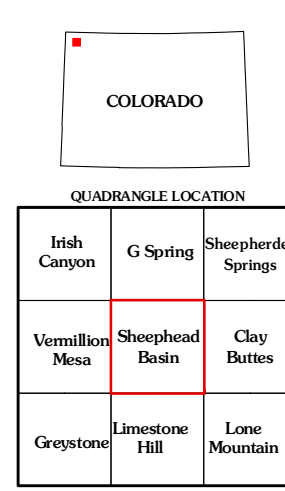 COLORADO
QUADRANGLE LOCATION
Irish
Canyon
G Spring
Sheepherde
Springs
Vermillion
Mesa
Sheephead
Basin
Clay
Buttes
Greystone
Limestone
Hill
Lone
Mountain